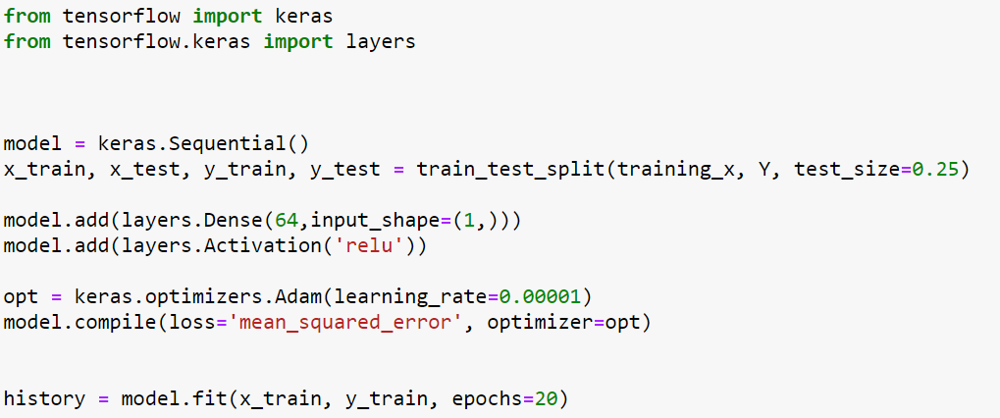 from tensorflow import keras
from tensorflow.keras import layers
model = keras.Sequential()
x_train, x_test, y_train, y_test = train_test_split(training_x, Y, test_size=0.25)
model.add(layers.Dense(64,input_shape=(1,)))
model.add(layers.Activation('relu'))
opt = keras.optimizers.Adam(learning_rate=0.00001)
model.compile(loss='mean_squared_error', optimizer=opt)
history = model.fit(x_train, y_train, epochs=20)